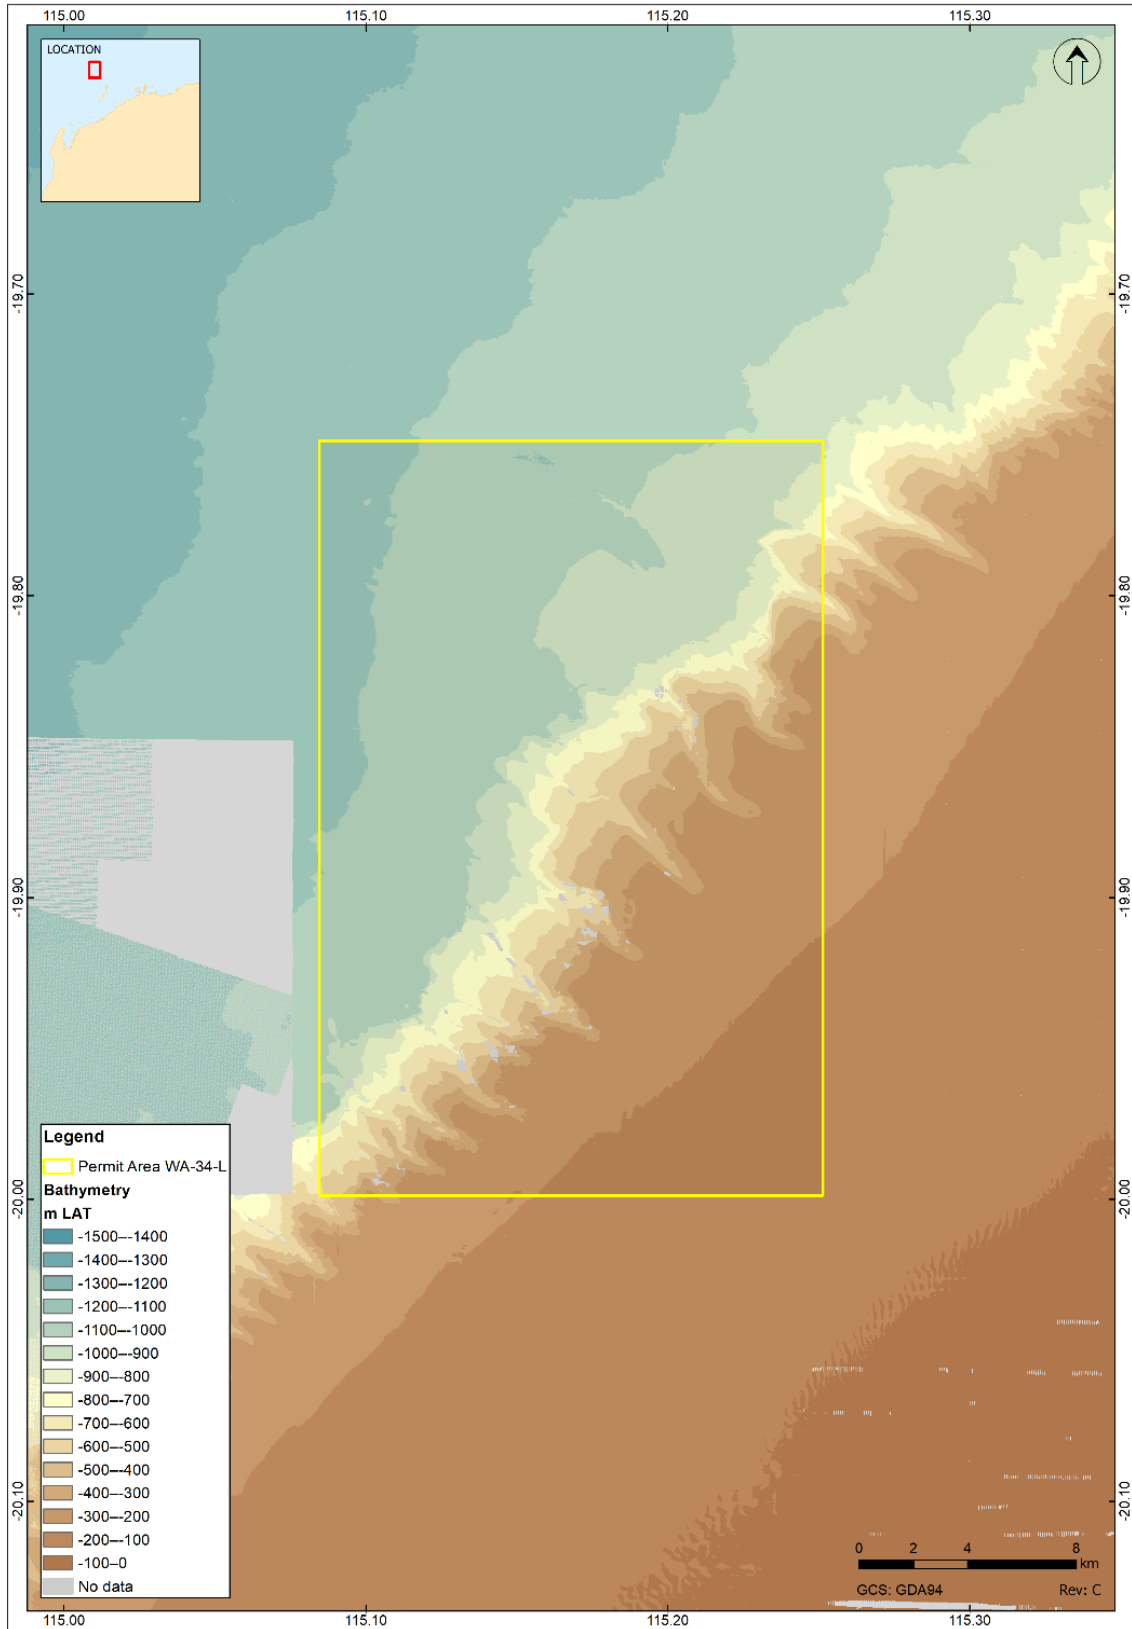 115.00 115.10 115.20 115.30
LOCATION
-19.70 -19.70
-19.80 -19.80
-19.90 -19.90
-20.00 -20.00
-20.10 -20.10
Legend
Permit Area WA-34-L
Bathymetry
m LAT
-1500--1400
-1400--1300
-1300--1200
-1200--1100
-1100--1000
-1000--900
-900--800
-800--700
-700--600
-600--500
-500--400
-400--300
-300--200
-200--100
-100--0
No data
0 2 4 8
km
GCS: GDA94 Rev: C
115.00 115.10 115.20 115.30